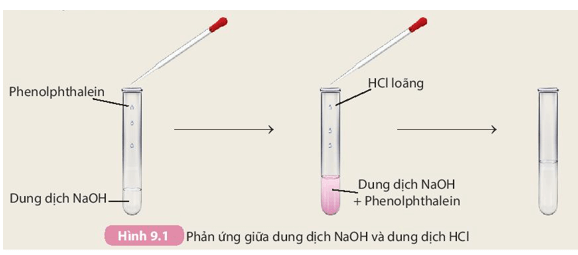 Phenolphthalein
Dung dịch NaOH
HCl loãng
Dung dịch NaOH
+ Phenolphthalein
Hình 9.1 Phản ứng giữa dung dịch NaOH và dung dịch HCl